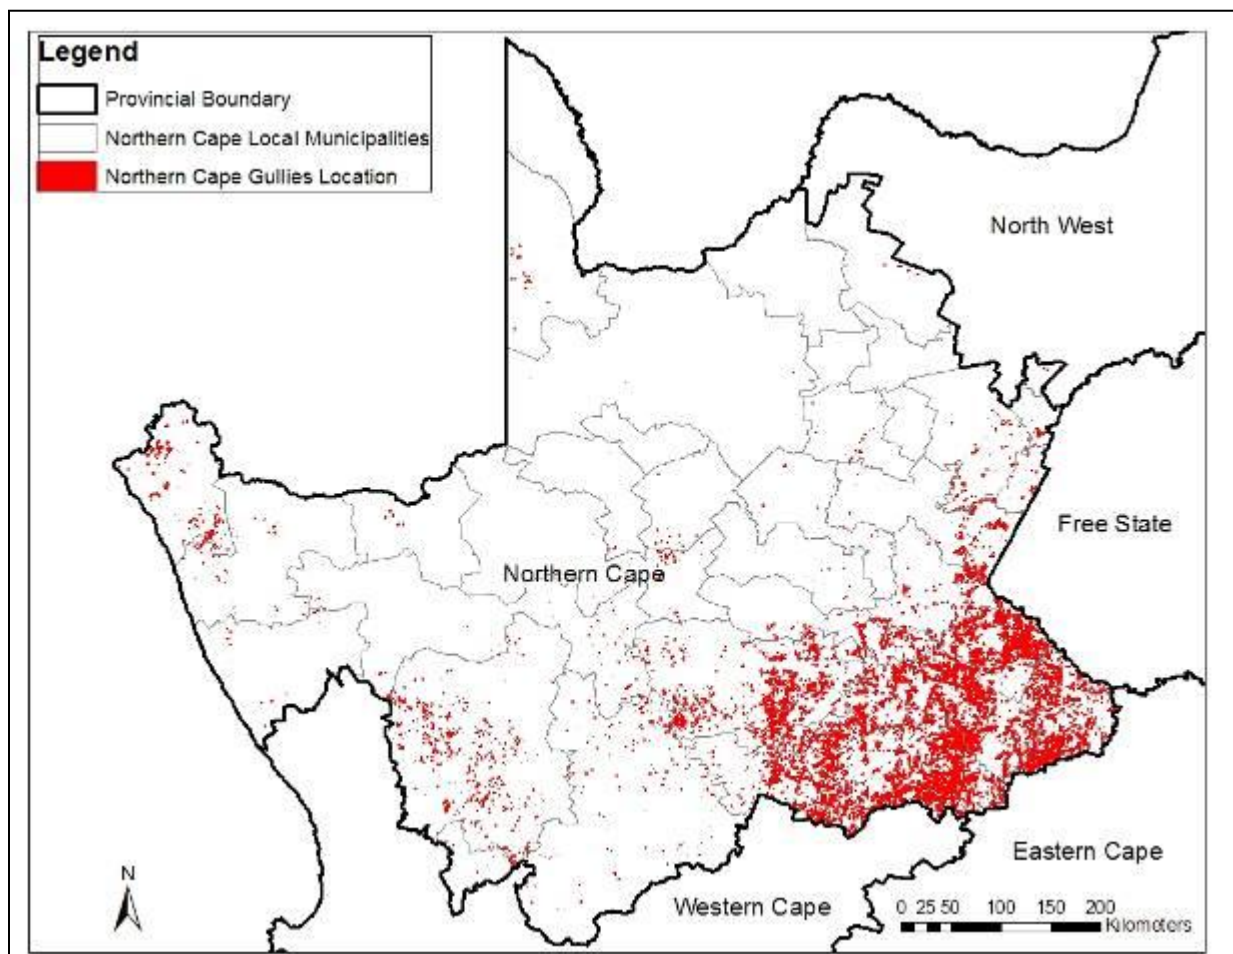 Legend
Provincial Boundary
Northern Cape Local Municipalities
Northern Cape Gullies Location
North West
Free State
Northern Cape
Eastern Cape
Western Cape
N
0 25 50 100 150 200
Kilometers